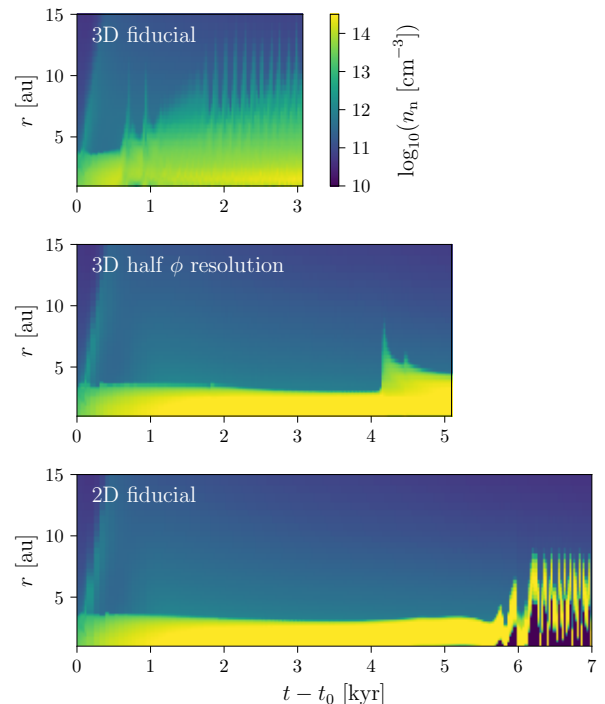 3D fiducial
15
10
5
r [au]
0 1 2 3
14
13
12
11
10
log₁₀(nₙ [cm⁻³])
3D half ϕ resolution
15
10
5
r [au]
0 1 2 3 4 5
2D fiducial
15
10
5
r [au]
0 1 2 3 4 5 6 7
t − t₀ [kyr]